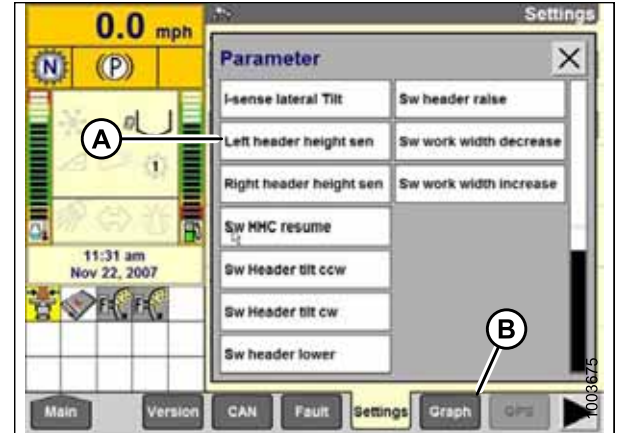 0.0 mph
Settings
N
(P)
Parameter
I-sense lateral Tilt
Sw header raise
Left header height sen
Sw work width decrease
Right header height sen
Sw work width increase
Sw HHC resume
Sw Header tilt ccw
Sw Header tilt cw
Sw header lower
A
B
1
11:31 am
Nov 22, 2007
F
F
Main
Version
CAN
Fault
Settings
Graph
GPS
1003675